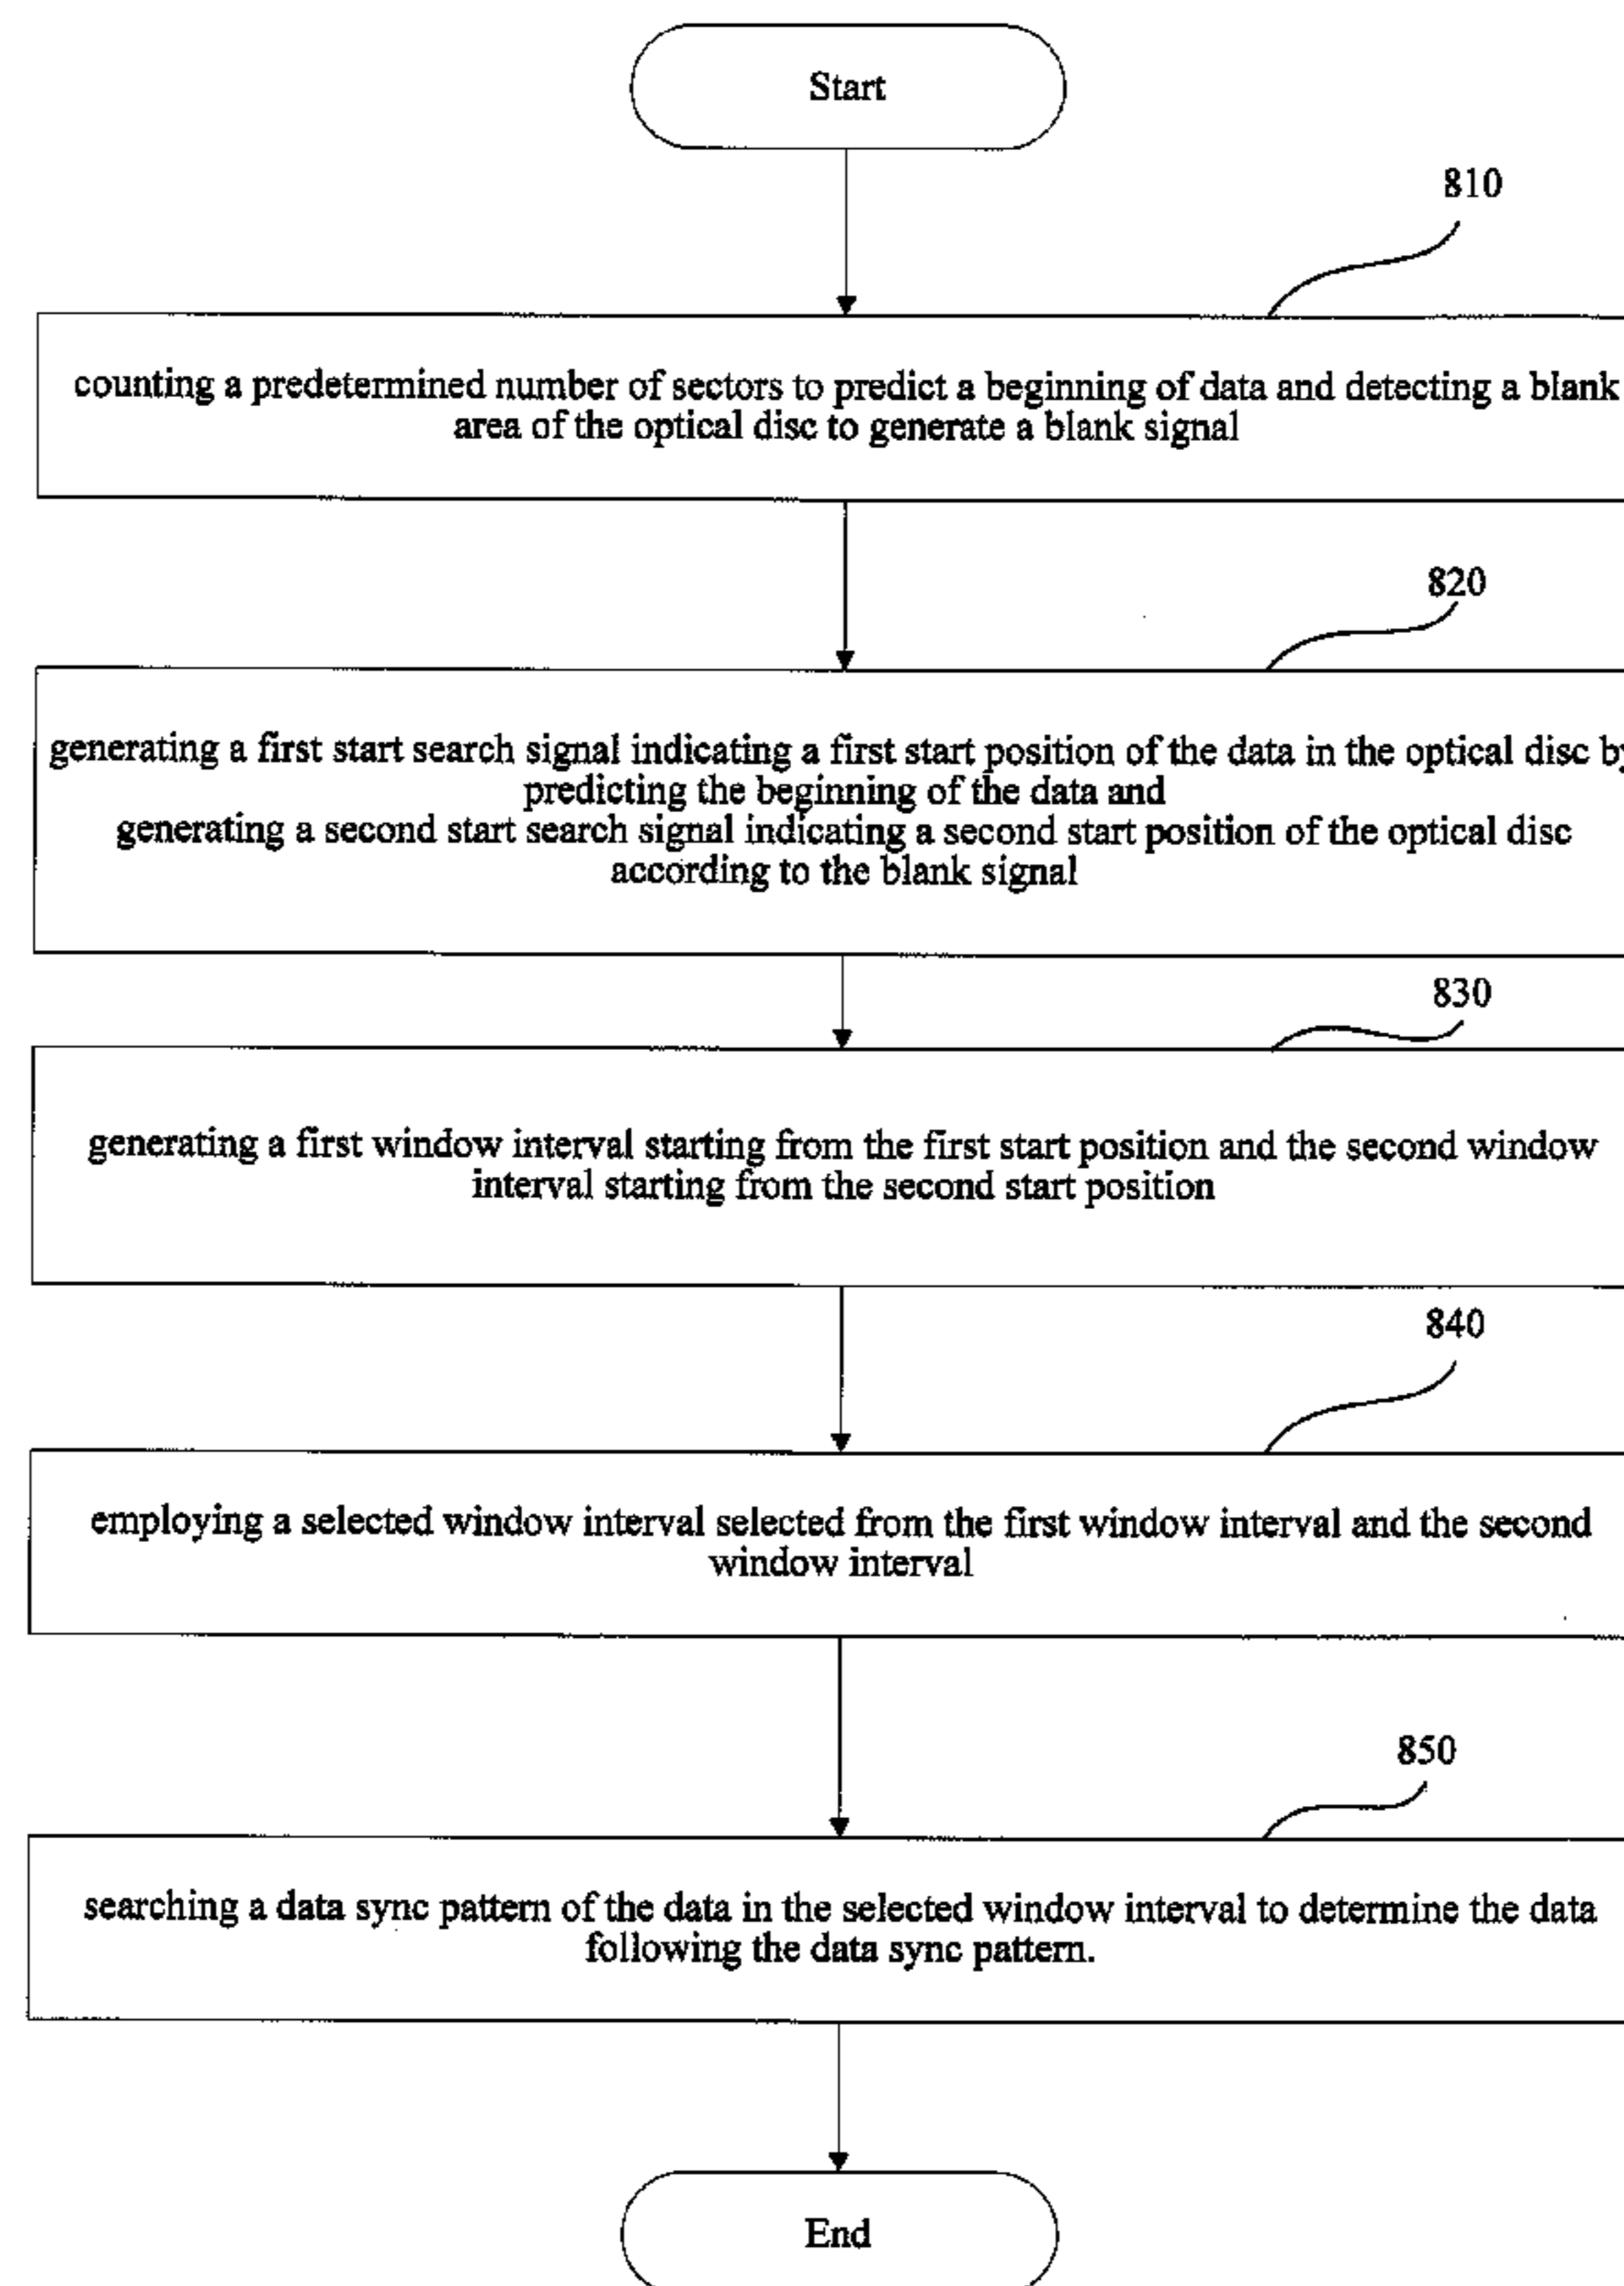 Start
810
counting a predetermined number of sectors to predict a beginning of data and detecting a blank
area of the optical disc to generate a blank signal
820
generating a first start search signal indicating a first start position of the data in the optical disc by
predicting the beginning of the data and
generating a second start search signal indicating a second start position of the optical disc
according to the blank signal
830
generating a first window interval starting from the first start position and the second window
interval starting from the second start position
840
employing a selected window interval selected from the first window interval and the second
window interval
850
searching a data sync pattern of the data in the selected window interval to determine the data
following the data sync pattern.
End